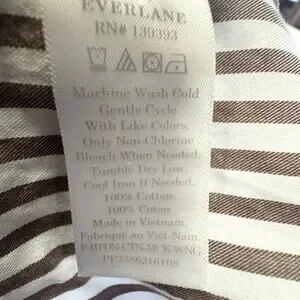 EVERLANE
RN# 139393
Machine Wash Cold
Gentle Cycle
With Like Colors.
Only Non-Chlorine
Bleach When Needed.
Tumble Dry Low.
Cool Iron If Needed.
100% Cotten.
100% Coton.
Made in Vietnam.
Fabriqué au Viet-Nam.